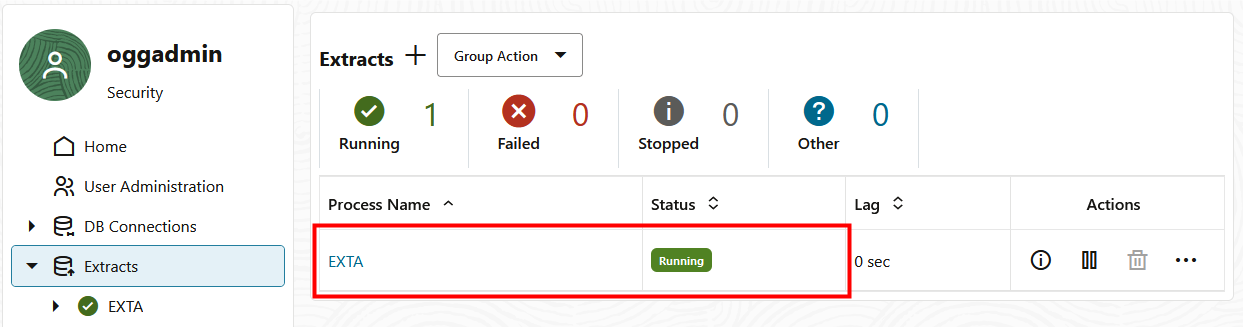 oggadmin
Security
Home
User Administration
DB Connections
Extracts
EXTA
Extracts
Group Action
1
Running
0
Failed
0
Stopped
0
Other
Process Name Status Lag Actions
EXTA Running 0 sec